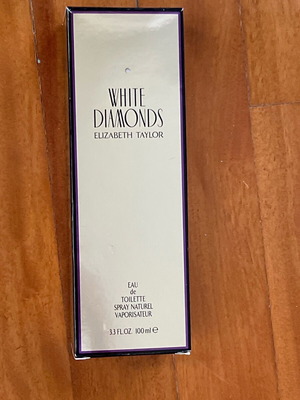 WHITE
DIAMONDS
ELIZABETH TAYLOR
EAU
de
TOILETTE
SPRAY NATUREL
VAPORISATEUR
3.3 FL.OZ. 100 ml ℮